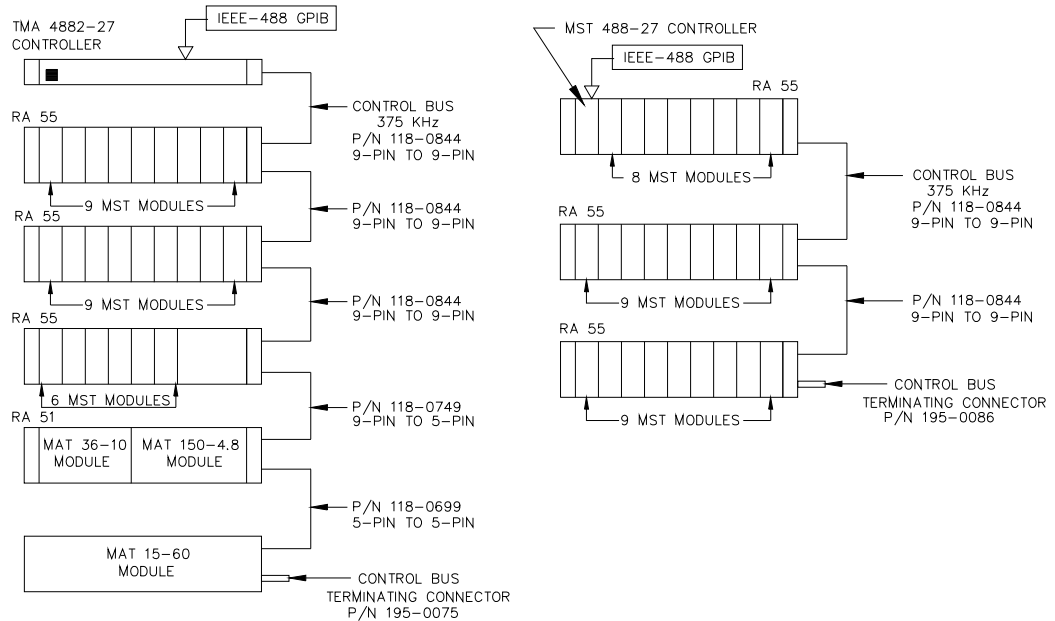 TMA 4882-27
CONTROLLER
IEEE-488 GPIB
RA 55
CONTROL BUS
375 KHz
P/N 118-0844
9-PIN TO 9-PIN
9 MST MODULES
RA 55
P/N 118-0844
9-PIN TO 9-PIN
9 MST MODULES
RA 55
P/N 118-0844
9-PIN TO 9-PIN
6 MST MODULES
RA 51
P/N 118-0749
9-PIN TO 5-PIN
MAT 36-10
MODULE
MAT 150-4.8
MODULE
P/N 118-0699
5-PIN TO 5-PIN
MAT 15-60
MODULE
CONTROL BUS
TERMINATING CONNECTOR
P/N 195-0075
MST 488-27 CONTROLLER
IEEE-488 GPIB
RA 55
8 MST MODULES
CONTROL BUS
375 KHz
P/N 118-0844
9-PIN TO 9-PIN
RA 55
9 MST MODULES
P/N 118-0844
9-PIN TO 9-PIN
RA 55
CONTROL BUS
TERMINATING CONNECTOR
P/N 195-0086
9 MST MODULES